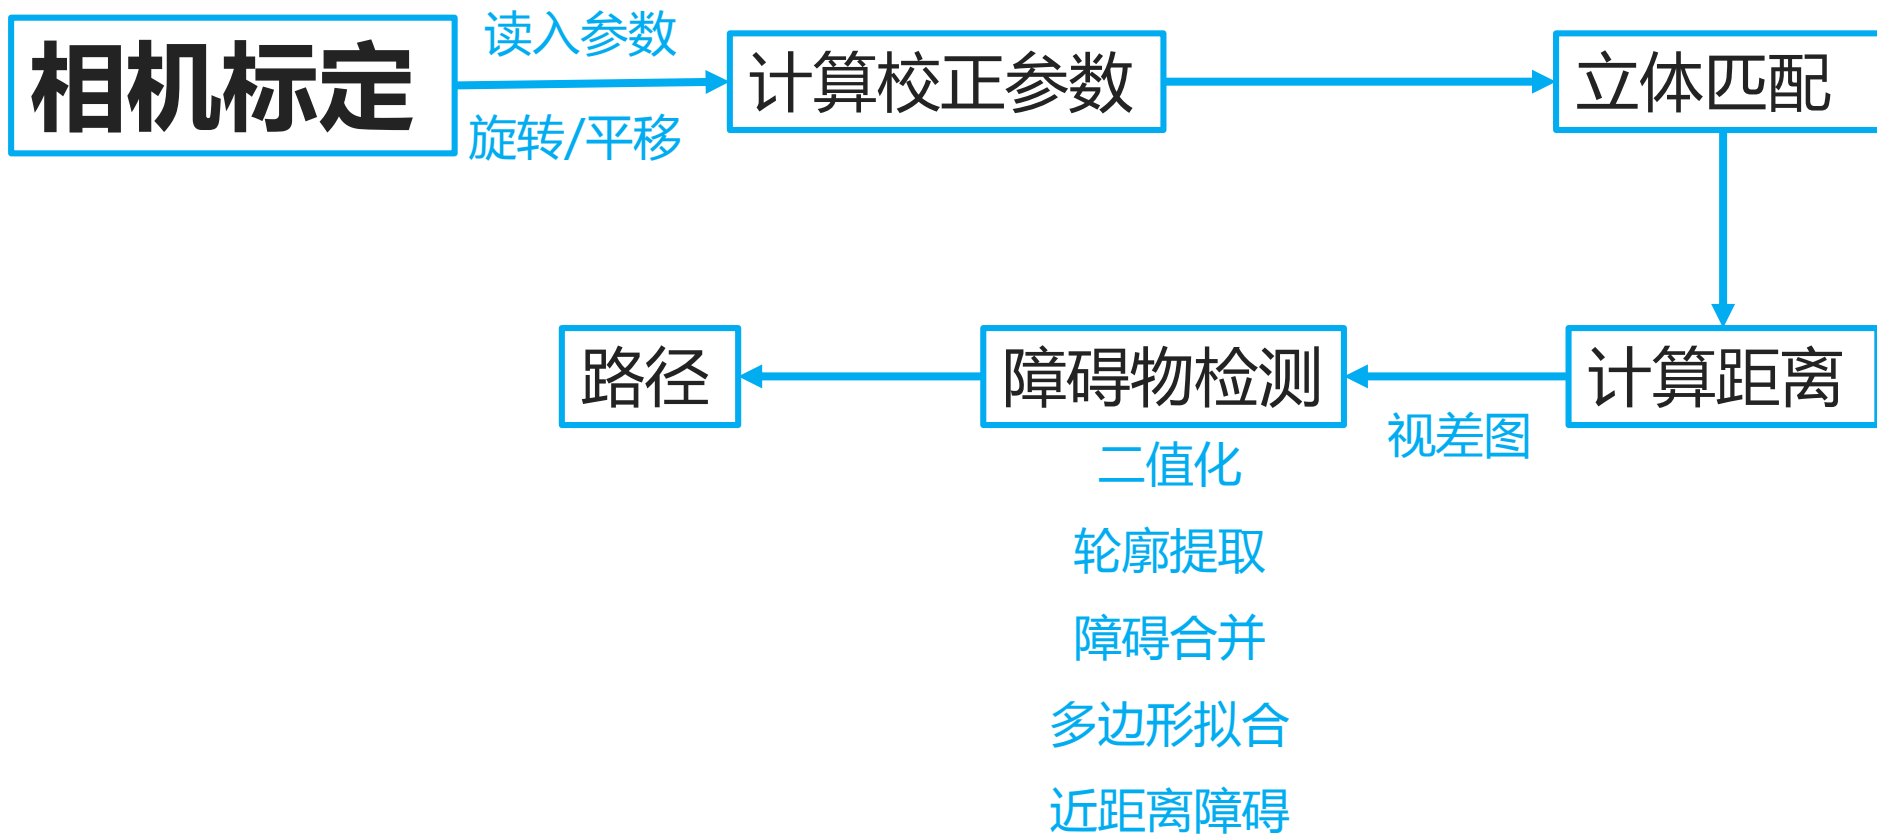 相机标定
读入参数
旋转/平移
计算校正参数
立体匹配
计算距离
视差图
障碍物检测
二值化
轮廓提取
障碍合并
多边形拟合
近距离障碍
路径